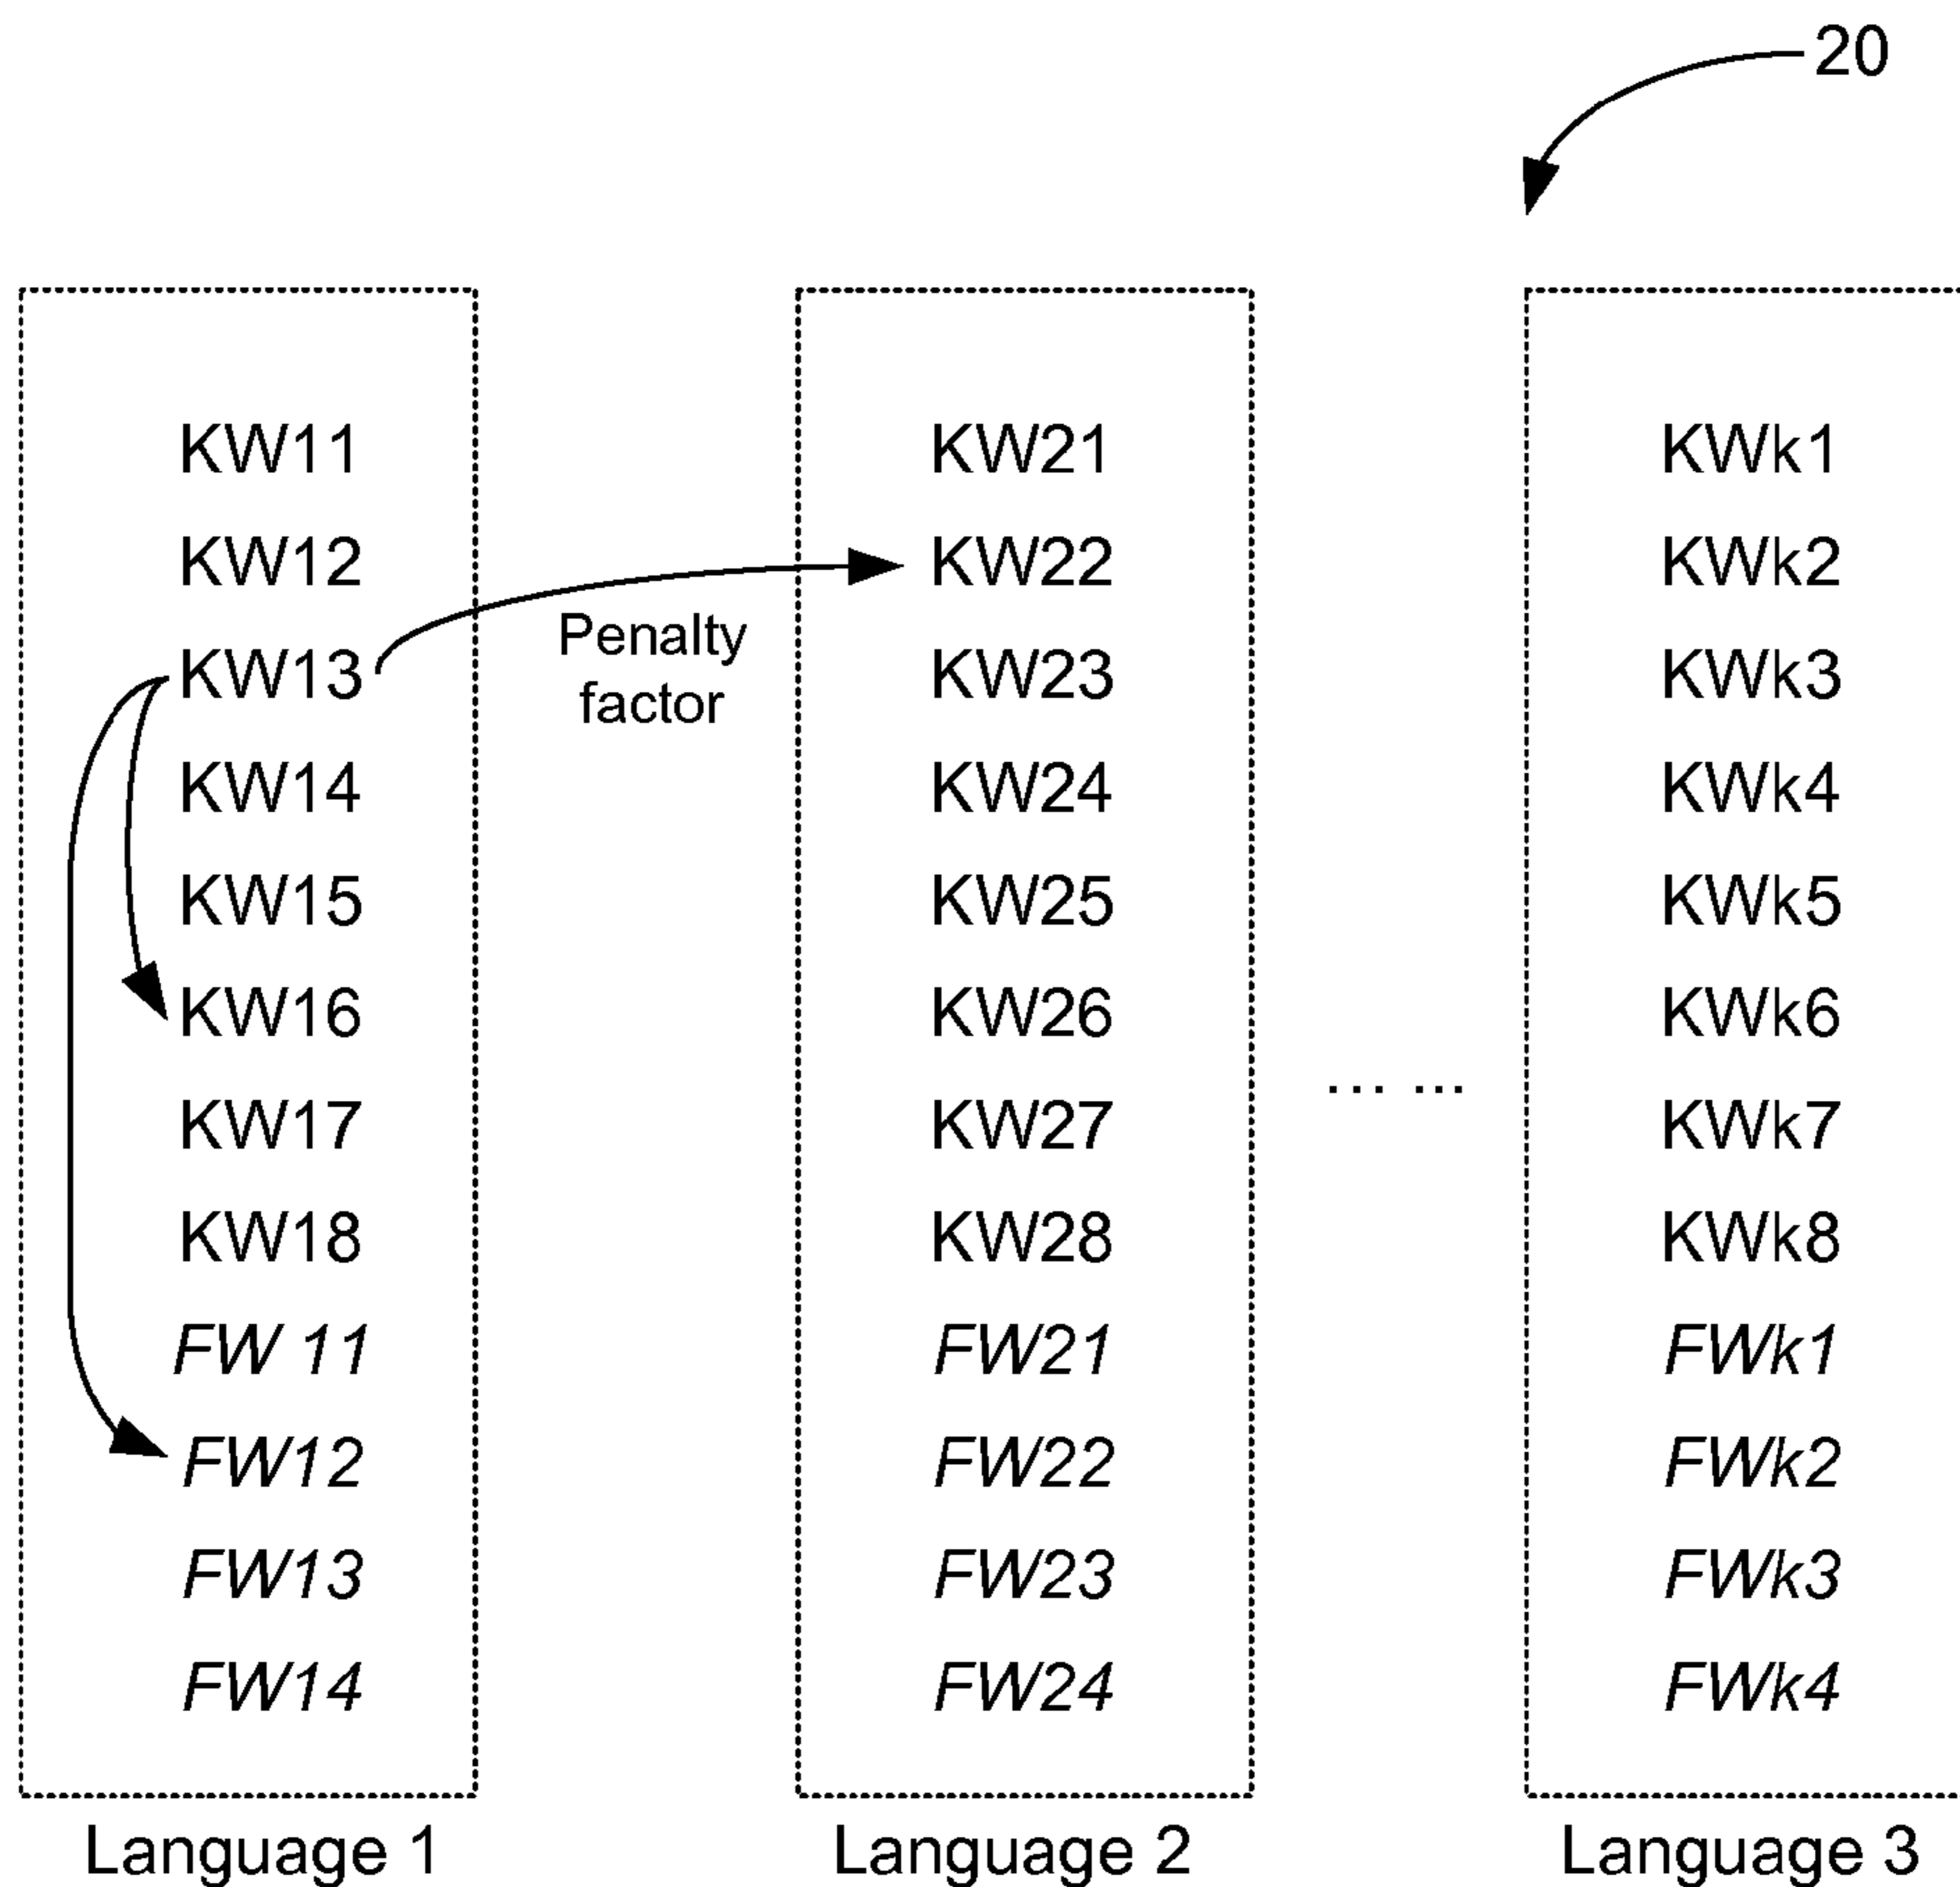 20
KW11
KW12
KW13
KW14
KW15
KW16
KW17
KW18
FW 11
FW12
FW13
FW14
Language 1
Penalty
factor
KW21
KW22
KW23
KW24
KW25
KW26
KW27
KW28
FW21
FW22
FW23
FW24
Language 2
... ...
KWk1
KWk2
KWk3
KWk4
KWk5
KWk6
KWk7
KWk8
FWk1
FWk2
FWk3
FWk4
Language 3